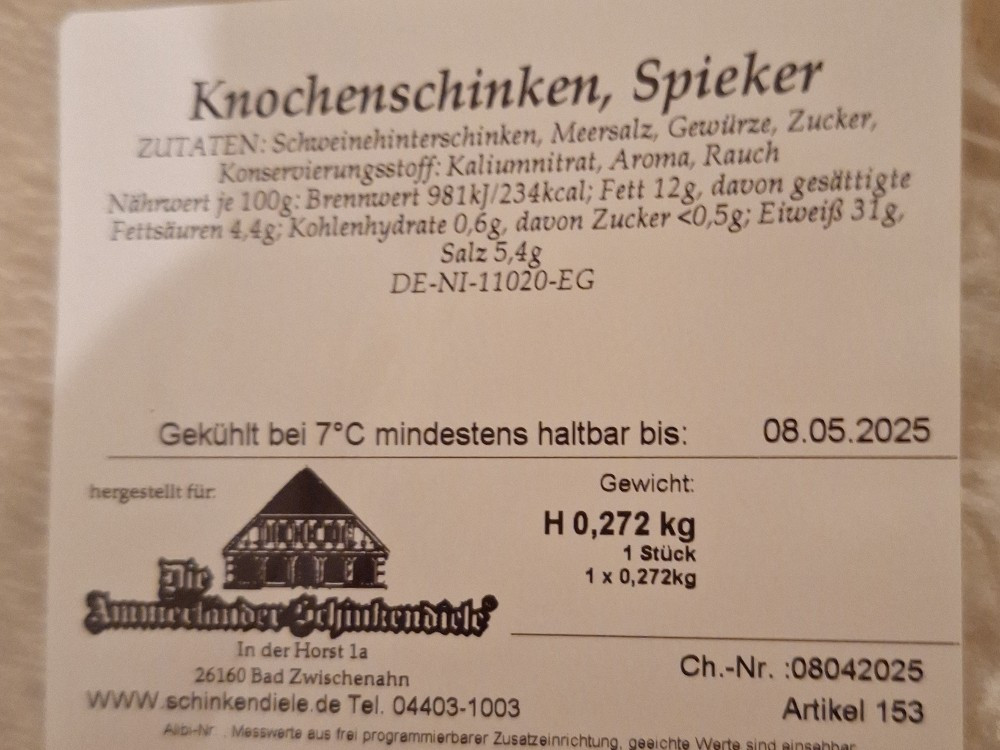 Knochenschinken, Spieker
ZUTATEN: Schweinehinterschinken, Meersalz, Gewürze, Zucker,
Konservierungsstoff: Kaliumnitrat, Aroma, Rauch
Nährwert je 100g: Brennwert 981kJ/234kcal; Fett 12g, davon gesättigte
Fettsäuren 4,4g; Kohlenhydrate 0,6g, davon Zucker <0,5g; Eiweiß 31g,
Salz 5,4g
DE-NI-11020-EG
Gekühlt bei 7°C mindestens haltbar bis: 08.05.2025
hergestellt für:
Die
Ammerländer Schinkendiele®
In der Horst 1a
26160 Bad Zwischenahn
WWW.schinkendiele.de Tel. 04403-1003
Gewicht:
H 0,272 kg
1 Stück
1 x 0,272kg
Ch.-Nr. :08042025
Artikel 153
Alibi-Nr. . Messwerte aus frei programmierbarer Zusatzeinrichtung, geeichte Werte sind einsehbar